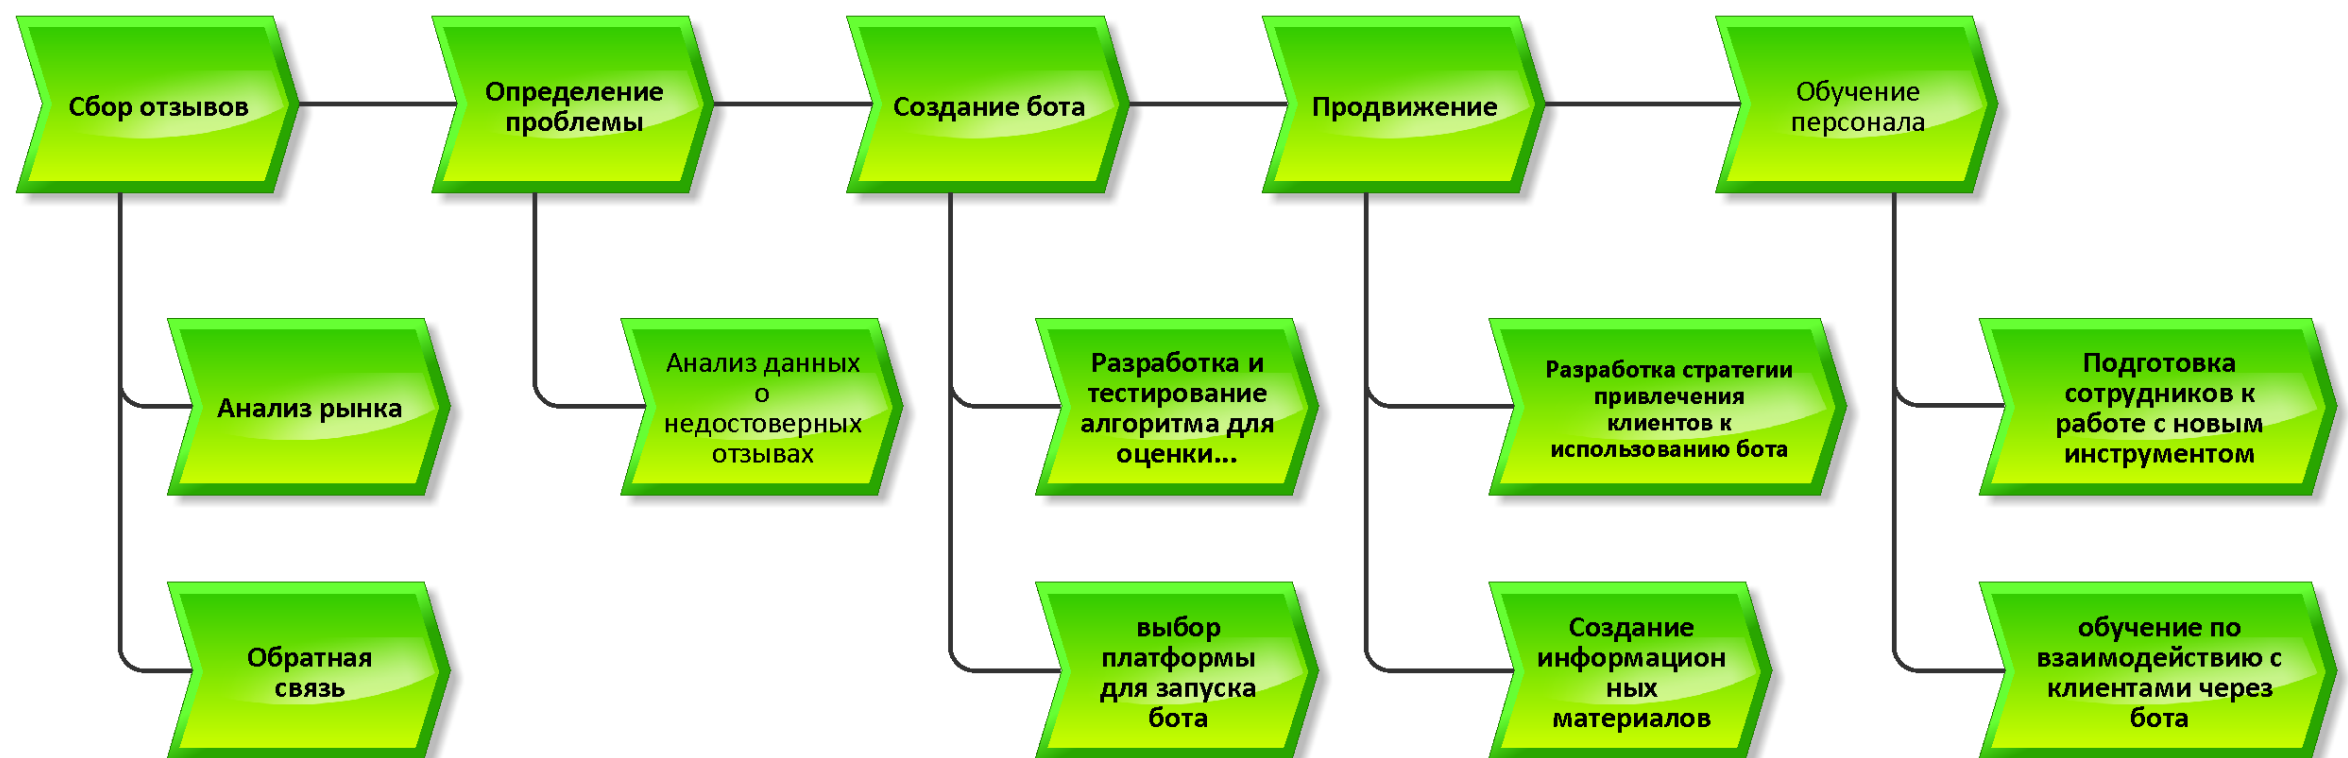 Сбор отзывов
Определение
проблемы
Создание бота
Продвижение
Обучение
персонала
Анализ рынка
Анализ данных
о
недостоверных
отзывах
Разработка и
тестирование
алгоритма для
оценки...
Разработка стратегии
привлечения
клиентов к
использованию бота
Подготовка
сотрудников к
работе с новым
инструментом
Обратная
связь
выбор
платформы
для запуска
бота
Создание
информацион
ных
материалов
обучение по
взаимодействию с
клиентами через
бота